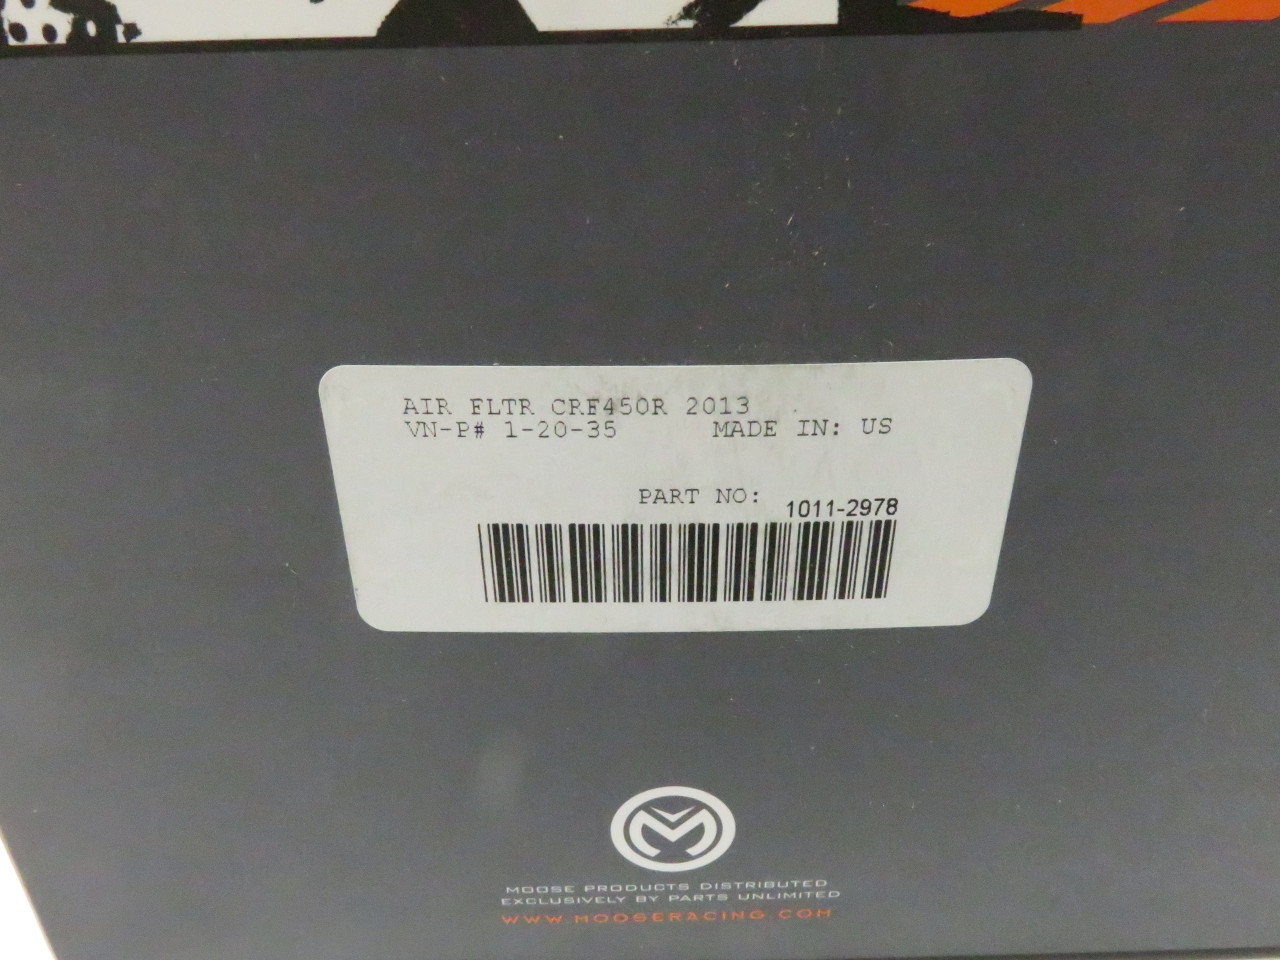 AIR FLTR CRF450R 2013
VN-P# 1-20-35 MADE IN: US
PART NO: 1011-2978
MOOSE PRODUCTS DISTRIBUTED
EXCLUSIVELY BY PARTS UNLIMITED
WWW.MOOSERACING.COM